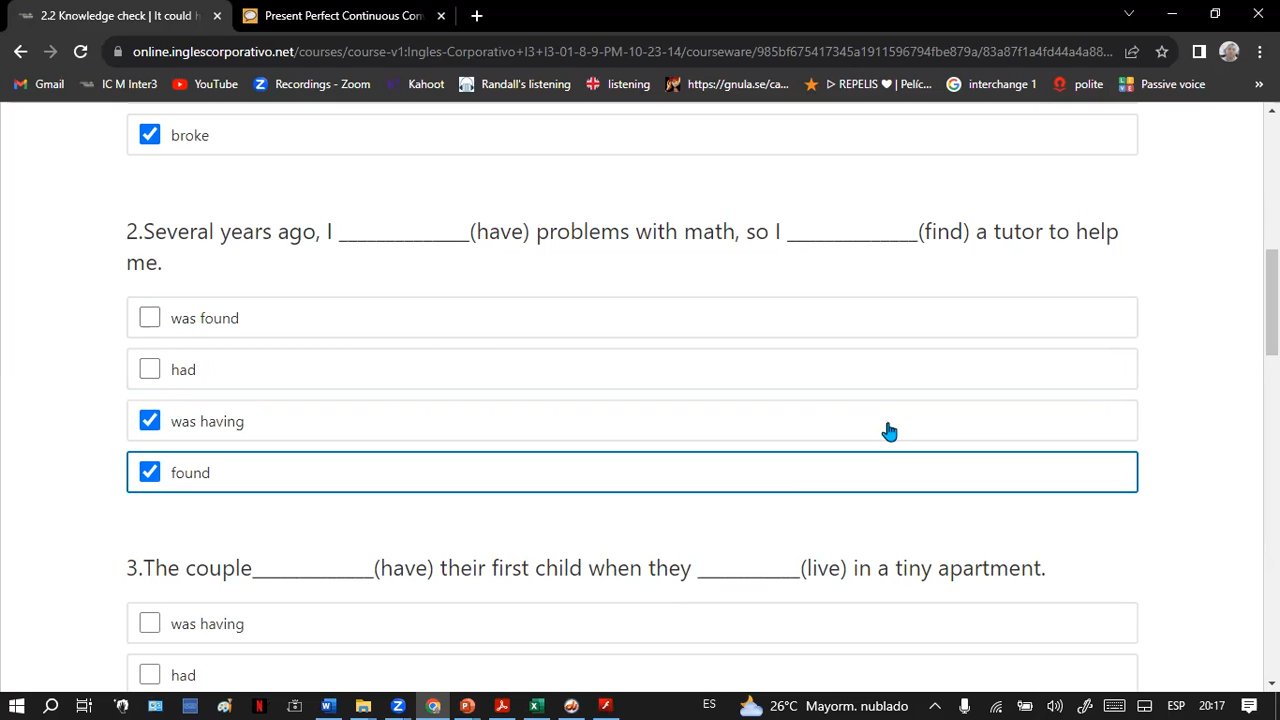 2.2 Knowledge check | It could h
Present Perfect Continuous Con
online.inglescorporativo.net/courses/course-v1:Ingles-Corporativo+I3+I3-01-8-9-PM-10-23-14/courseware/985bf675417345a1911596794fbe879a/83a87f1a4fd44a4a88...
Gmail
IC M Inter3
YouTube
Recordings - Zoom
Kahoot
Randall's listening
listening
https://gnula.se/ca...
▷ REPELIS ♥ | Pelíc...
interchange 1
polite
Passive voice
»
broke
2.Several years ago, I ______________(have) problems with math, so I ______________(find) a tutor to help
me.
was found
had
was having
found
3.The couple_____________(have) their first child when they ___________(live) in a tiny apartment.
was having
had
ES
26°C Mayorm. nublado
ESP
20:17